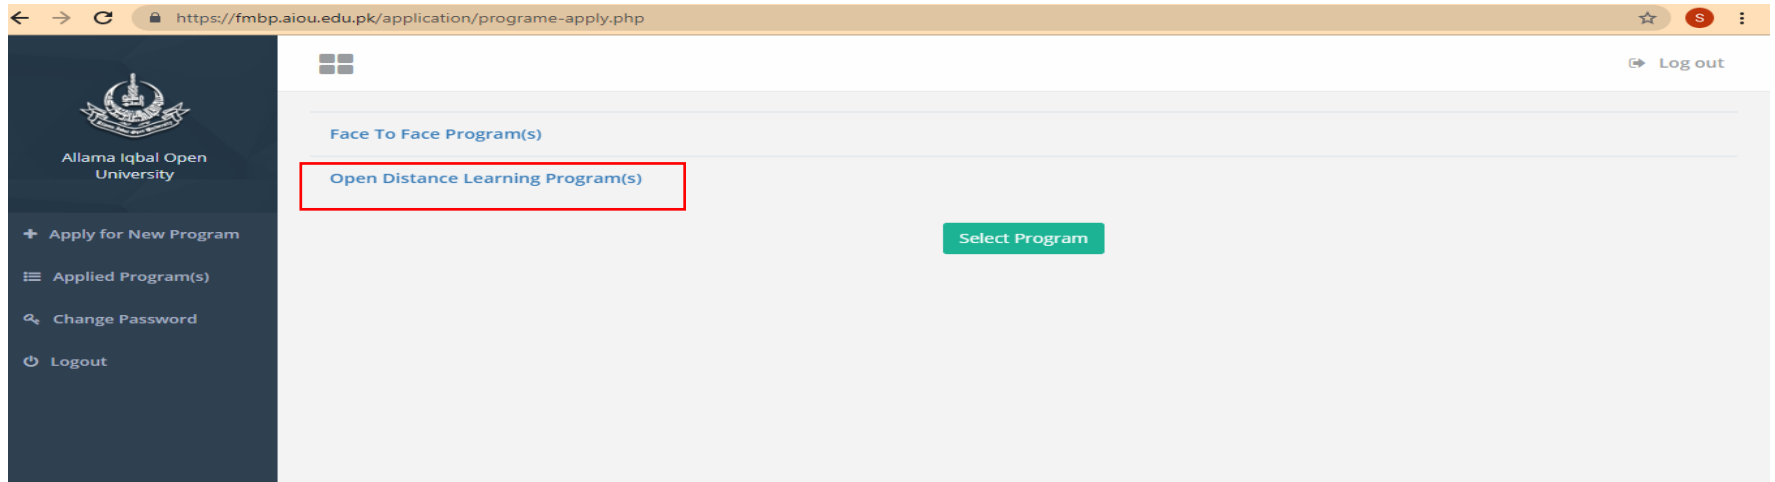 https://fmbp.aiou.edu.pk/application/programe-apply.php
S
Allama Iqbal Open
University
Log out
Face To Face Program(s)
Open Distance Learning Program(s)
Select Program
Apply for New Program
Applied Program(s)
Change Password
Logout